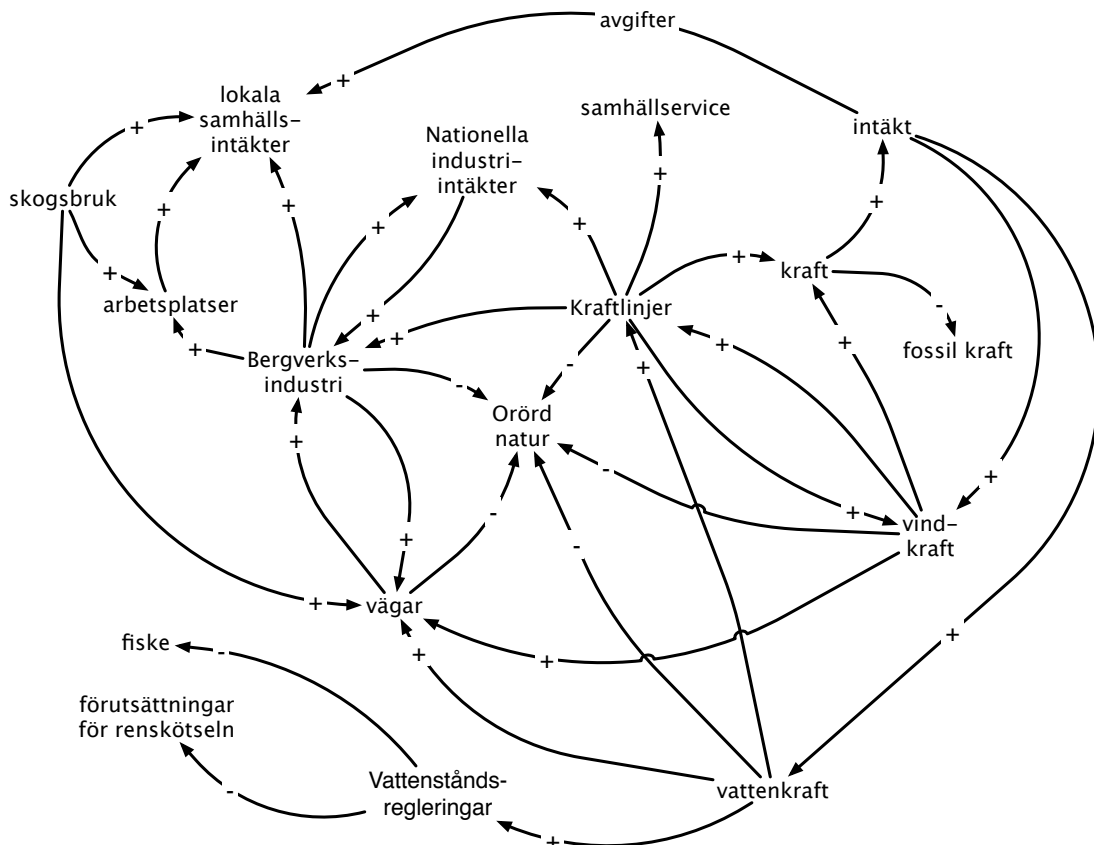 avgifter
+
lokala
samhälls-
intäkter
samhällservice
+
Nationella
industri-
intäkter
intäkt
+
skogsbruk
+
+
+
+
+
+
+
+
kraft
arbetsplatser
Kraftlinjer
-
+
+
+
+
+
fossil kraft
Bergverks-
industri
-
-
+
Orörd
natur
+
-
+
-
+
vind-
kraft
+
-
+
vägar
+
+
fiske
-
+
+
förutsättningar
för renskötseln
Vattenstånds-
regleringar
-
vattenkraft
+